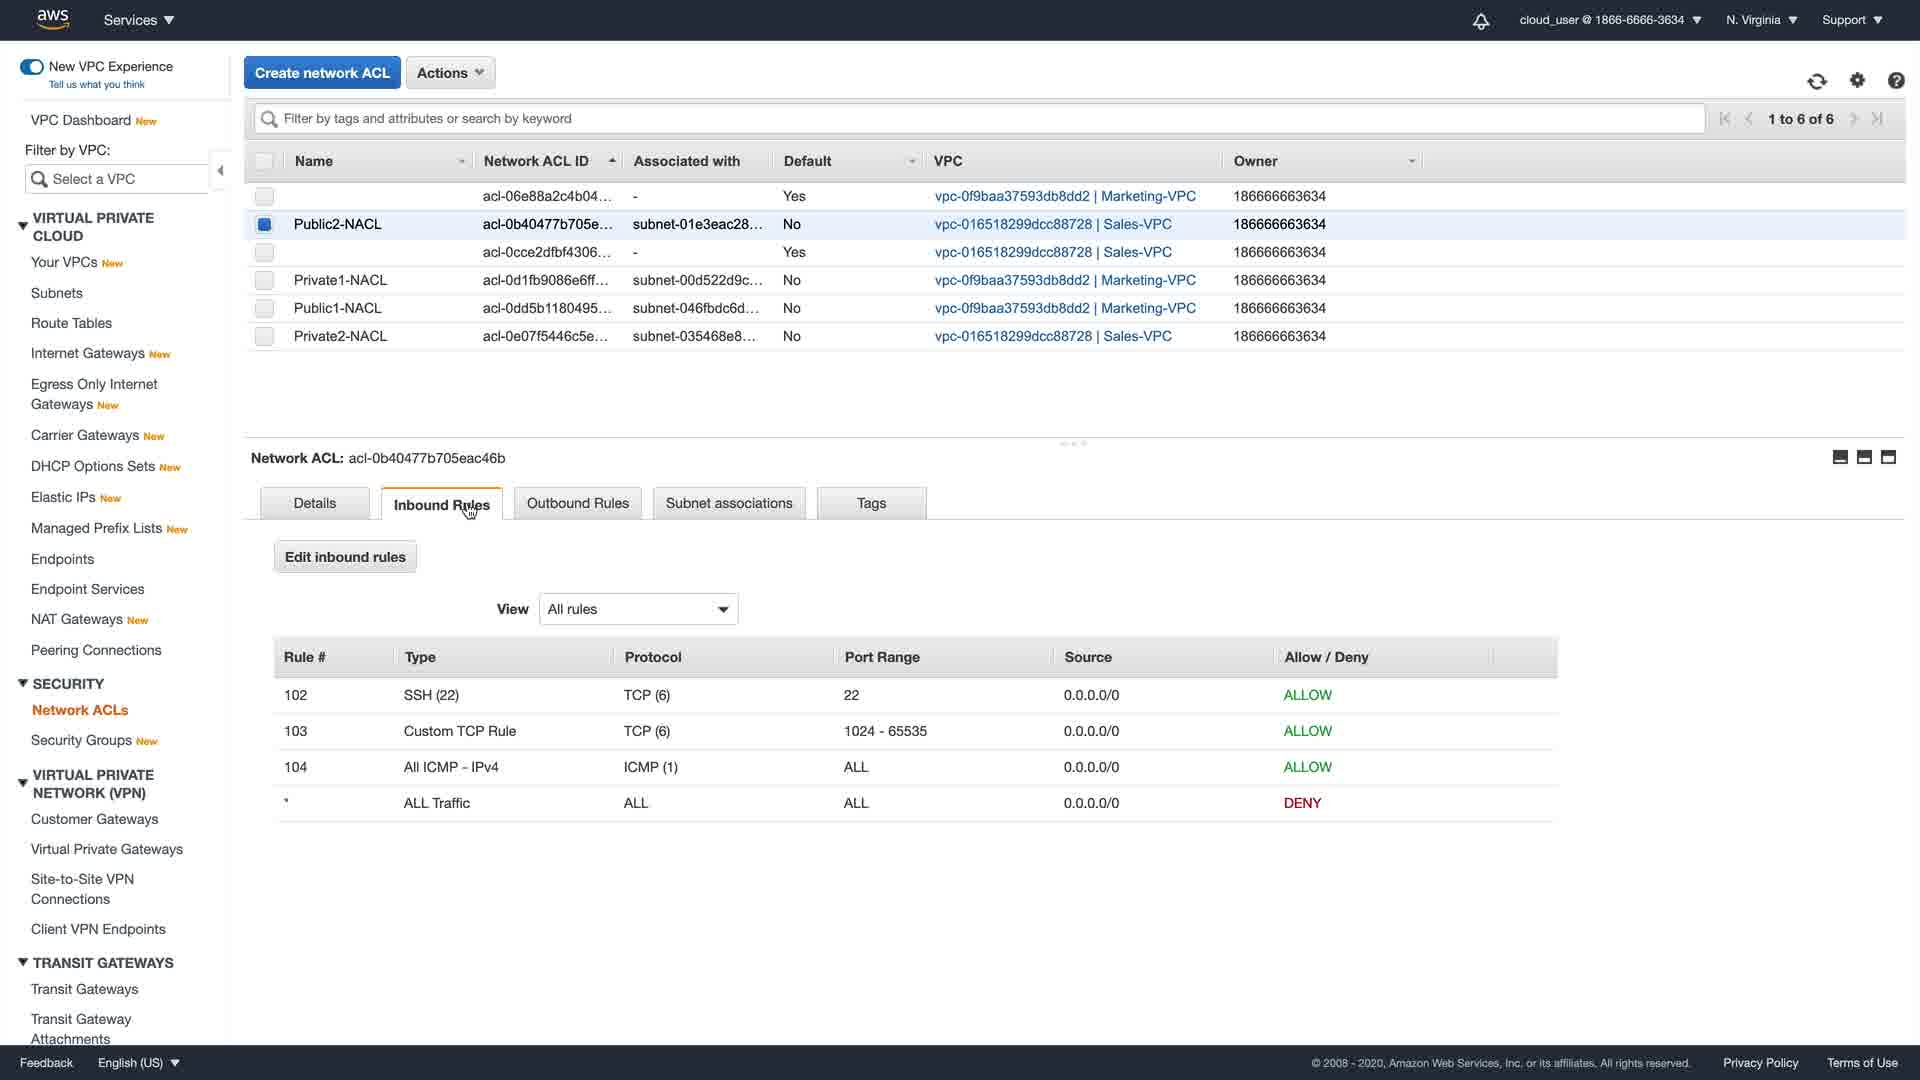 aws
Services
cloud_user @ 1866-6666-3634
N. Virginia
Support
New VPC Experience
Tell us what you think
VPC Dashboard New
Filter by VPC:
Select a VPC
VIRTUAL PRIVATE
CLOUD
Your VPCs New
Subnets
Route Tables
Internet Gateways New
Egress Only Internet
Gateways New
Carrier Gateways New
DHCP Options Sets New
Elastic IPs New
Managed Prefix Lists New
Endpoints
Endpoint Services
NAT Gateways New
Peering Connections
SECURITY
Network ACLs
Security Groups New
VIRTUAL PRIVATE
NETWORK (VPN)
Customer Gateways
Virtual Private Gateways
Site-to-Site VPN
Connections
Client VPN Endpoints
TRANSIT GATEWAYS
Transit Gateways
Transit Gateway
Attachments
Create network ACL
Actions
Filter by tags and attributes or search by keyword
1 to 6 of 6
Name Network ACL ID Associated with Default VPC Owner
acl-06e88a2c4b04... - Yes vpc-0f9baa37593db8dd2 | Marketing-VPC 186666663634
Public2-NACL acl-0b40477b705e... subnet-01e3eac28... No vpc-016518299dcc88728 | Sales-VPC 186666663634
acl-0cce2dfbf4306... - Yes vpc-016518299dcc88728 | Sales-VPC 186666663634
Private1-NACL acl-0d1fb9086e6ff... subnet-00d522d9c... No vpc-0f9baa37593db8dd2 | Marketing-VPC 186666663634
Public1-NACL acl-0dd5b1180495... subnet-046fbdc6d... No vpc-0f9baa37593db8dd2 | Marketing-VPC 186666663634
Private2-NACL acl-0e07f5446c5e... subnet-035468e8... No vpc-016518299dcc88728 | Sales-VPC 186666663634
Network ACL: acl-0b40477b705eac46b
Details
Inbound Rules
Outbound Rules
Subnet associations
Tags
Edit inbound rules
View All rules
Rule # Type Protocol Port Range Source Allow / Deny
102 SSH (22) TCP (6) 22 0.0.0.0/0 ALLOW
103 Custom TCP Rule TCP (6) 1024 - 65535 0.0.0.0/0 ALLOW
104 All ICMP - IPv4 ICMP (1) ALL 0.0.0.0/0 ALLOW
* ALL Traffic ALL ALL 0.0.0.0/0 DENY
Feedback
English (US)
© 2008 - 2020, Amazon Web Services, Inc. or its affiliates. All rights reserved.
Privacy Policy
Terms of Use